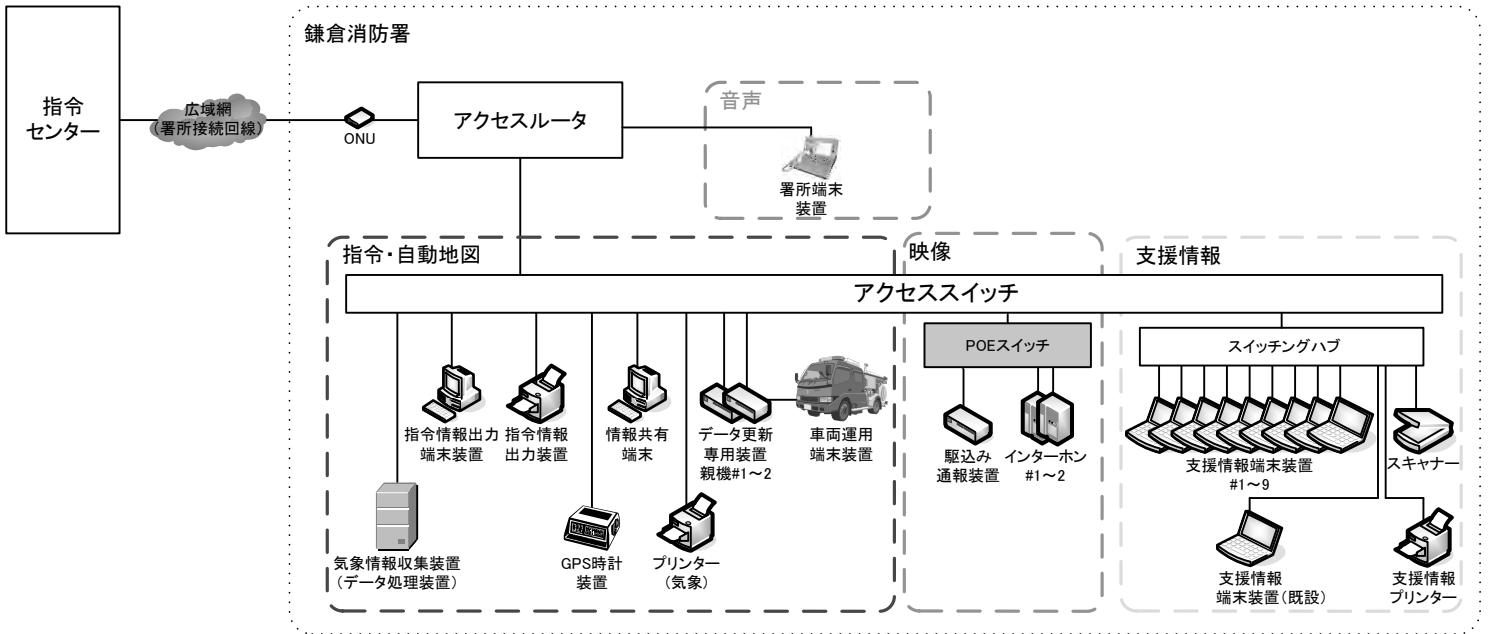 鎌倉消防署
指令
センター
広域網
(署所接続回線)
ONU
アクセスルータ
音声
署所端末
装置
指令・自動地図
映像
支援情報
アクセススイッチ
POEスイッチ
スイッチングハブ
指令情報出力
端末装置
指令情報
出力装置
情報共有
端末
データ更新
専用装置
親機#1～2
車両運用
端末装置
駆込み
通報装置
インターホン
#1～2
支援情報端末装置
#1～9
スキャナー
気象情報収集装置
(データ処理装置)
GPS時計
装置
プリンター
(気象)
支援情報
端末装置(既設)
支援情報
プリンター